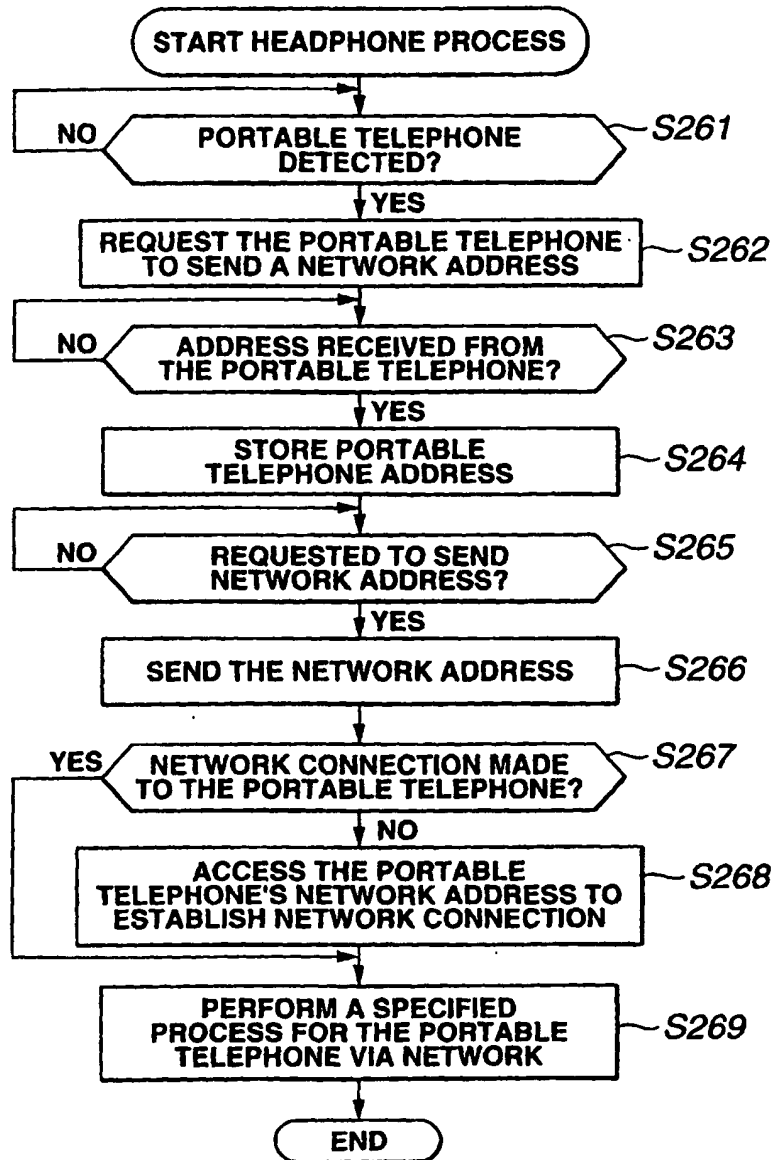 START HEADPHONE PROCESS
NO
PORTABLE TELEPHONE
DETECTED?
S261
YES
REQUEST THE PORTABLE TELEPHONE
TO SEND A NETWORK ADDRESS
S262
NO
ADDRESS RECEIVED FROM
THE PORTABLE TELEPHONE?
S263
YES
STORE PORTABLE
TELEPHONE ADDRESS
S264
NO
REQUESTED TO SEND
NETWORK ADDRESS?
S265
YES
SEND THE NETWORK ADDRESS
S266
YES
NETWORK CONNECTION MADE
TO THE PORTABLE TELEPHONE?
S267
NO
ACCESS THE PORTABLE
TELEPHONE'S NETWORK ADDRESS TO
ESTABLISH NETWORK CONNECTION
S268
PERFORM A SPECIFIED
PROCESS FOR THE PORTABLE
TELEPHONE VIA NETWORK
S269
END